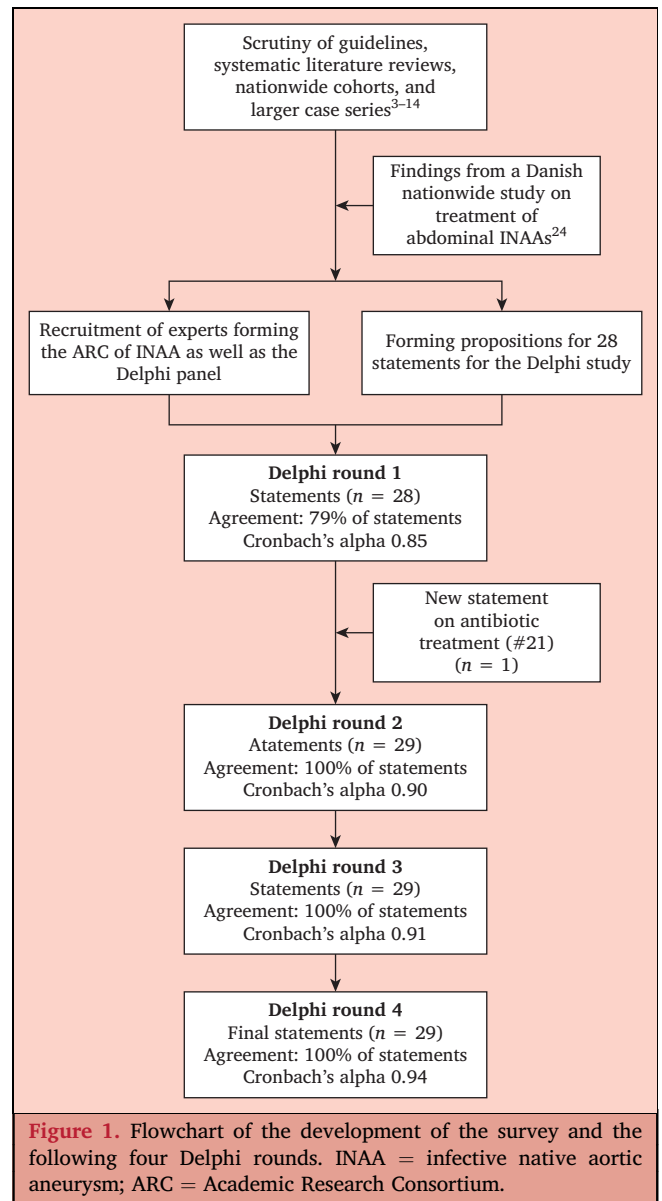 Scrutiny of guidelines,
systematic literature reviews,
nationwide cohorts, and
larger case series³⁻¹⁴
Findings from a Danish
nationwide study on
treatment of
abdominal INAAs²⁴
Recruitment of experts forming
the ARC of INAA as well as the
Delphi panel
Forming propositions for 28
statements for the Delphi study
Delphi round 1
Statements (n = 28)
Agreement: 79% of statements
Cronbach's alpha 0.85
New statement
on antibiotic
treatment (#21)
(n = 1)
Delphi round 2
Atatements (n = 29)
Agreement: 100% of statements
Cronbach's alpha 0.90
Delphi round 3
Statements (n = 29)
Agreement: 100% of statements
Cronbach's alpha 0.91
Delphi round 4
Final statements (n = 29)
Agreement: 100% of statements
Cronbach's alpha 0.94
Figure 1. Flowchart of the development of the survey and the
following four Delphi rounds. INAA = infective native aortic
aneurysm; ARC = Academic Research Consortium.